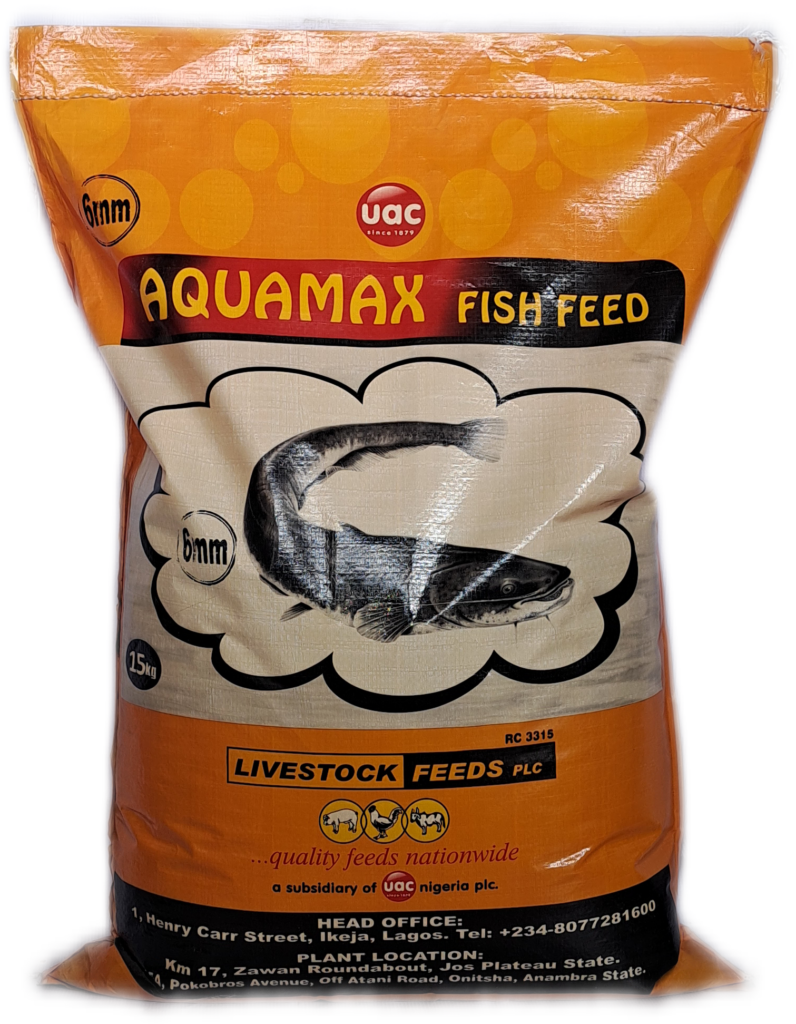 6mm
uac
since 1879
AQUAMAX FISH FEED
6mm
15kg
RC 3315
LIVESTOCK FEEDS PLC
...quality feeds nationwide
a subsidiary of uac nigeria plc.
HEAD OFFICE:
1, Henry Carr Street, Ikeja, Lagos. Tel: +234-8077281600
PLANT LOCATION:
Km 17, Zawan Roundabout, Jos Plateau State.
-4, Pokobros Avenue, Off Atani Road, Onitsha, Anambra State.